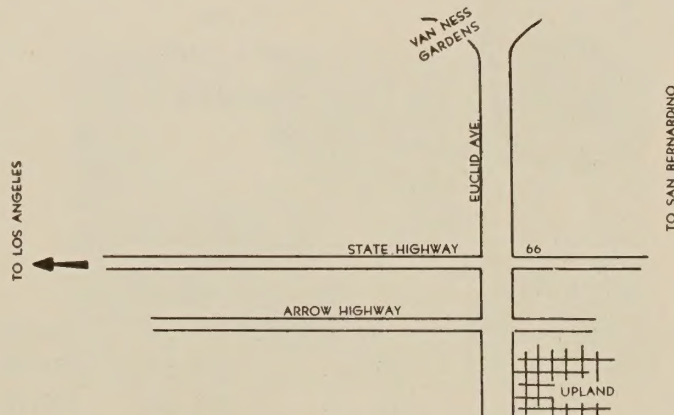 VAN NESS
GARDENS
EUCLID AVE.
TO LOS ANGELES
TO SAN BERNARDINO
STATE HIGHWAY 66
ARROW HIGHWAY
UPLAND